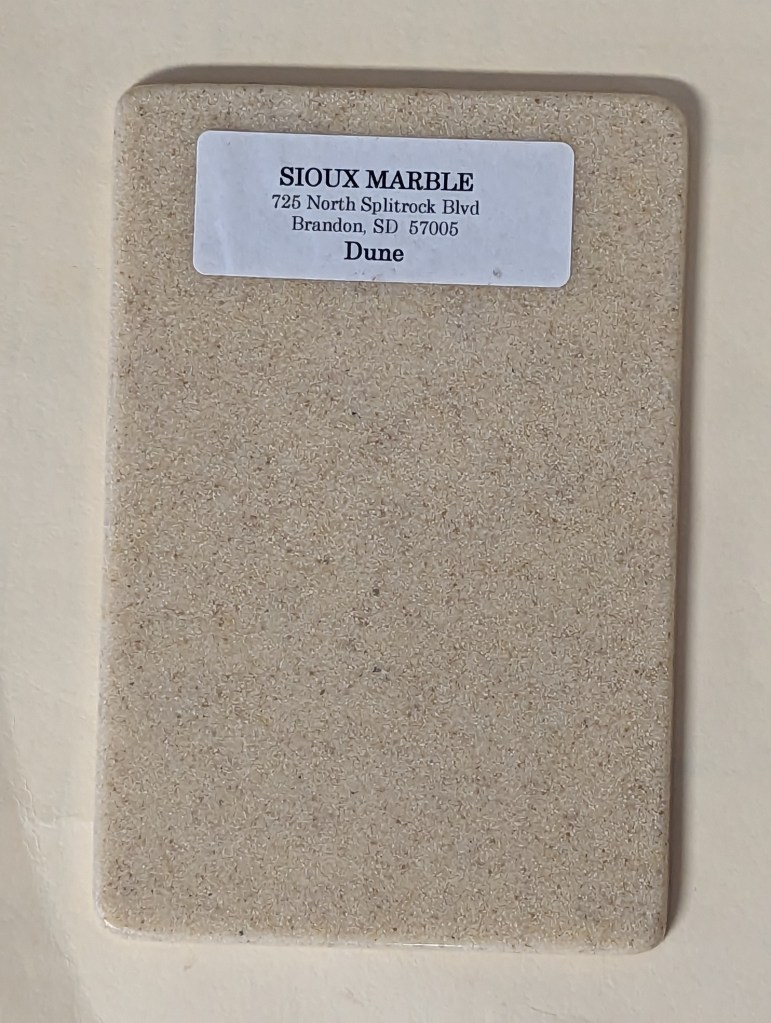 SIOUX MARBLE
725 North Splitrock Blvd
Brandon, SD  57005
Dune